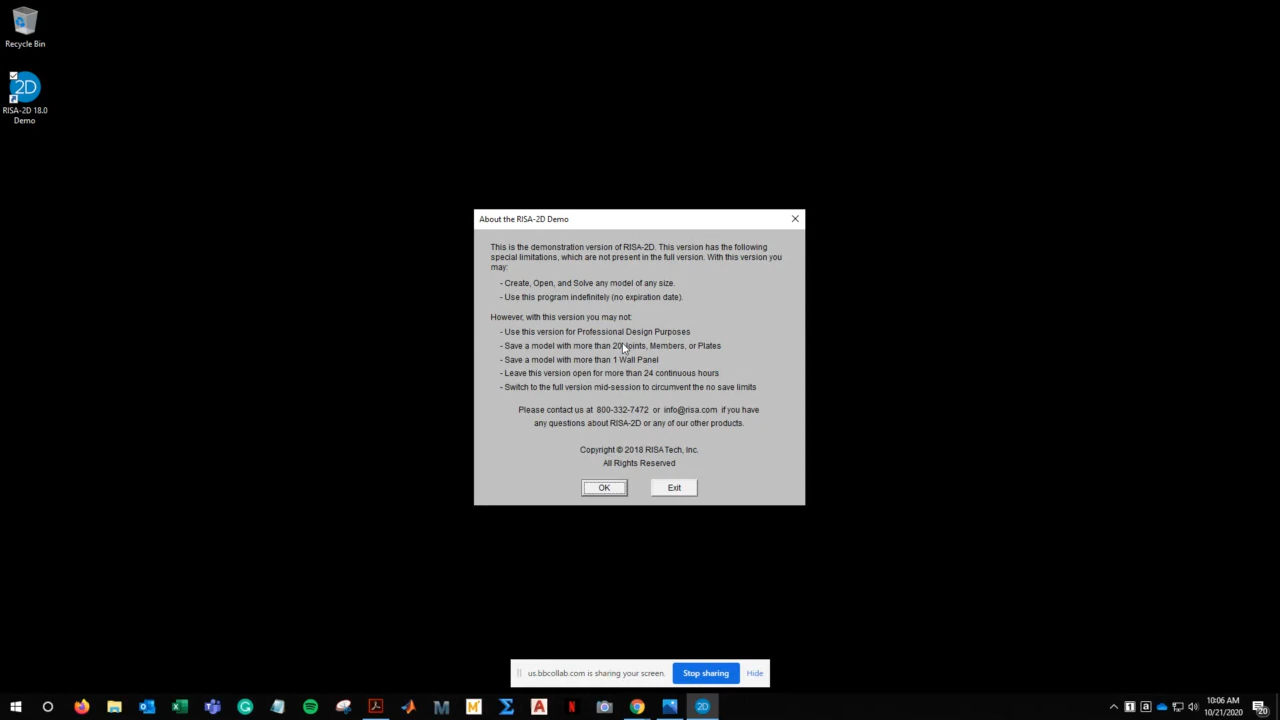 Recycle Bin
2D
RISA-2D 18.0
Demo
About the RISA-2D Demo
This is the demonstration version of RISA-2D. This version has the following
special limitations, which are not present in the full version. With this version you
may:
- Create, Open, and Solve any model of any size.
- Use this program indefinitely (no expiration date).
However, with this version you may not:
- Use this version for Professional Design Purposes
- Save a model with more than 20 Joints, Members, or Plates
- Save a model with more than 1 Wall Panel
- Leave this version open for more than 24 continuous hours
- Switch to the full version mid-session to circumvent the no save limits
Please contact us at 800-332-7472 or info@risa.com if you have
any questions about RISA-2D or any of our other products.
Copyright © 2018 RISA Tech, Inc.
All Rights Reserved
OK Exit
us.bbcollab.com is sharing your screen. Stop sharing Hide
2D
10:06 AM
10/21/2020
20